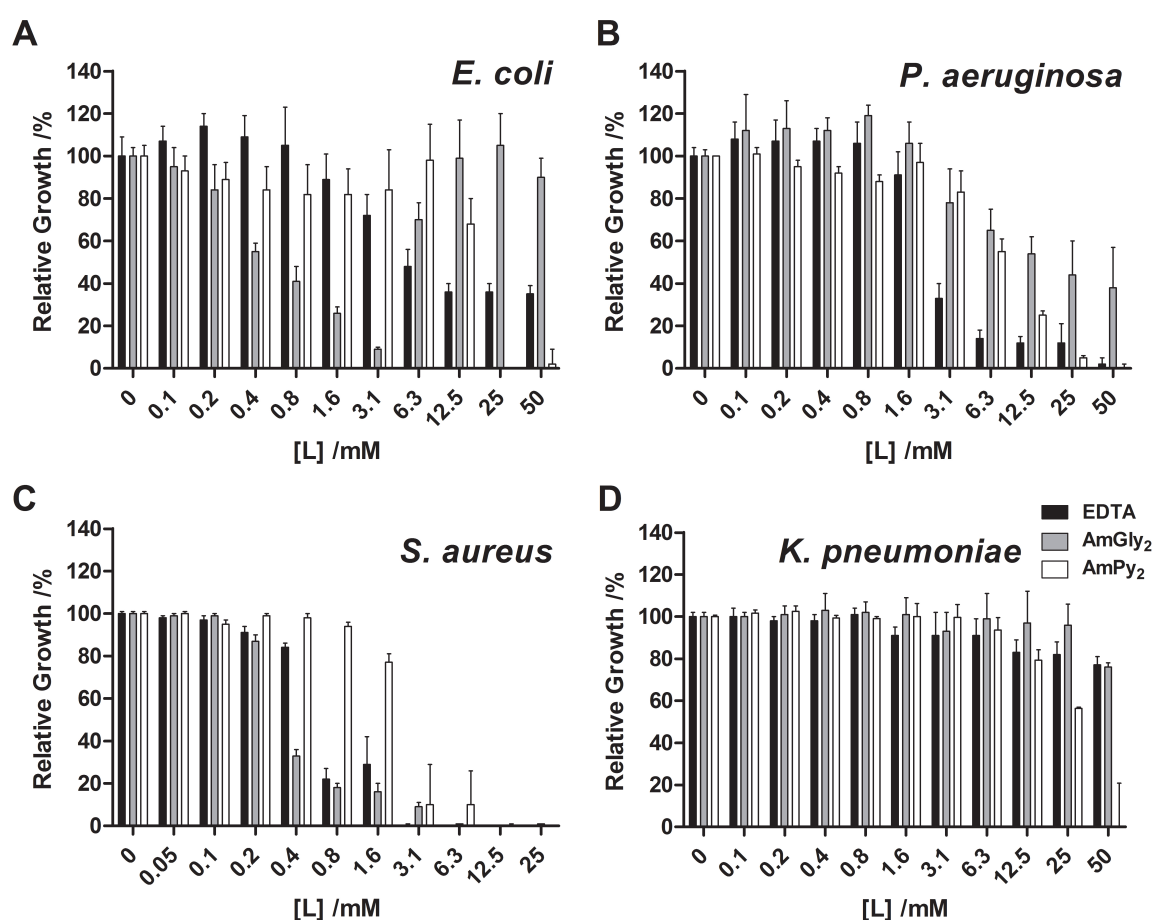 A
E. coli
140
120
100
80
60
40
20
0
Relative Growth /%
0 0.1 0.2 0.4 0.8 1.6 3.1 6.3 12.5 25 50
[L] /mM
B
P. aeruginosa
140
120
100
80
60
40
20
0
Relative Growth /%
0 0.1 0.2 0.4 0.8 1.6 3.1 6.3 12.5 25 50
[L] /mM
C
S. aureus
140
120
100
80
60
40
20
0
Relative Growth /%
0 0.05 0.1 0.2 0.4 0.8 1.6 3.1 6.3 12.5 25
[L] /mM
D
EDTA
AmGly₂
AmPy₂
K. pneumoniae
140
120
100
80
60
40
20
0
Relative Growth /%
0 0.1 0.2 0.4 0.8 1.6 3.1 6.3 12.5 25 50
[L] /mM